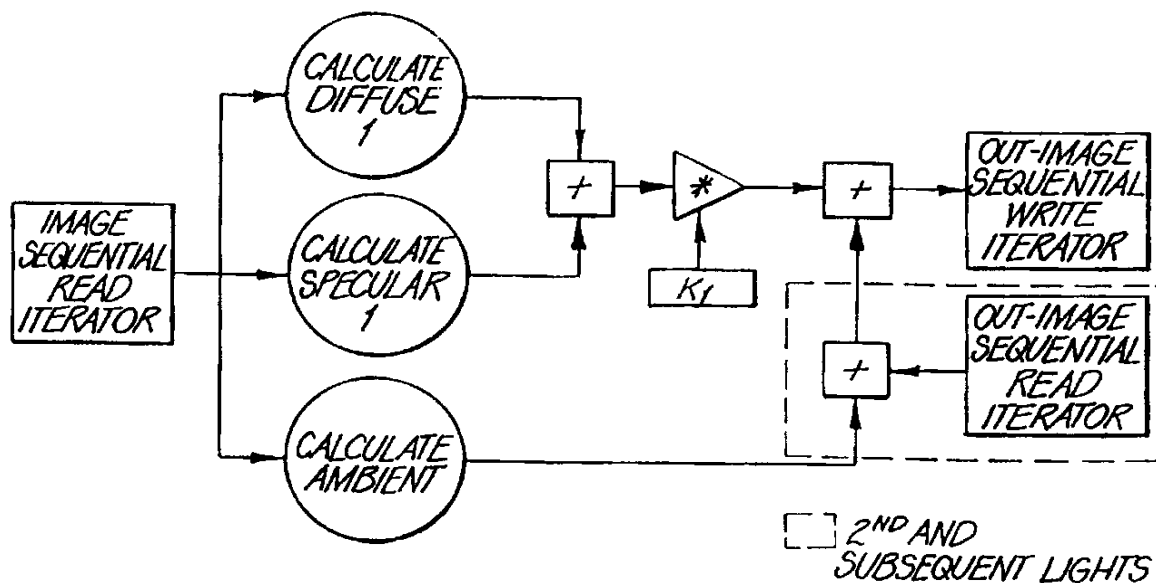 CALCULATE
DIFFUSE
1
IMAGE
SEQUENTIAL
READ
ITERATOR
CALCULATE
SPECULAR
1
CALCULATE
AMBIENT
+
*
K1
+
OUT-IMAGE
SEQUENTIAL
WRITE
ITERATOR
+
OUT-IMAGE
SEQUENTIAL
READ
ITERATOR
2ND AND
SUBSEQUENT LIGHTS